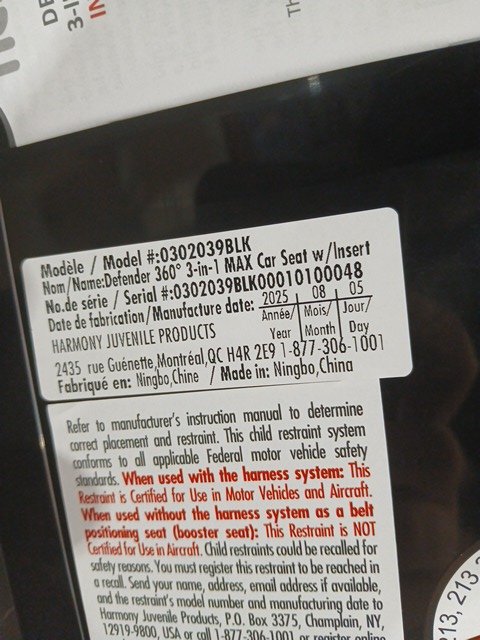 DE
3-I
IN
Th
Modèle / Model #:0302039BLK
Nom/Name:Defender 360° 3-in-1 MAX Car Seat w/Insert
No.de série / Serial #:0302039BLK00010100048
Date de fabrication/Manufacture date: 2025 08 05
Année/ Mois/ Jour/
Year Month Day
HARMONY JUVENILE PRODUCTS
2435 rue Guénette,Montréal,QC H4R 2E9 1-877-306-1001
Fabriqué en: Ningbo,Chine / Made in: Ningbo,China
Refer to manufacturer's instruction manual to determine
correct placement and restraint. This child restraint system
conforms to all applicable Federal motor vehicle safety
standards. When used with the harness system: This
Restraint is Certified for Use in Motor Vehicles and Aircraft.
When used without the harness system as a belt
positioning seat (booster seat): This Restraint is NOT
Certified for Use in Aircraft. Child restraints could be recalled for
safety reasons. You must register this restraint to be reached in
a recall. Send your name, address, email address if available,
and the restraint's model number and manufacturing date to
Harmony Juvenile Products, P.O. Box 3375, Champlain, NY,
12919-9800, USA or call 1-877-306-1001 or register online
213, 213